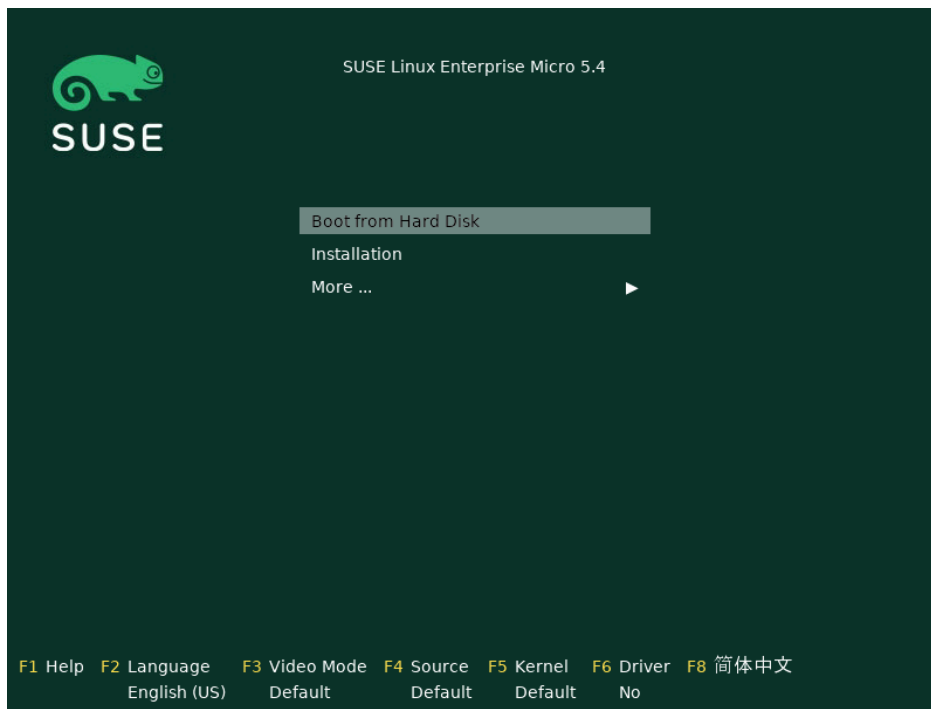 SUSE Linux Enterprise Micro 5.4
SUSE
Boot from Hard Disk
Installation
More ...
F1 Help F2 Language F3 Video Mode F4 Source F5 Kernel F6 Driver F8 简体中文
English (US) Default Default Default No